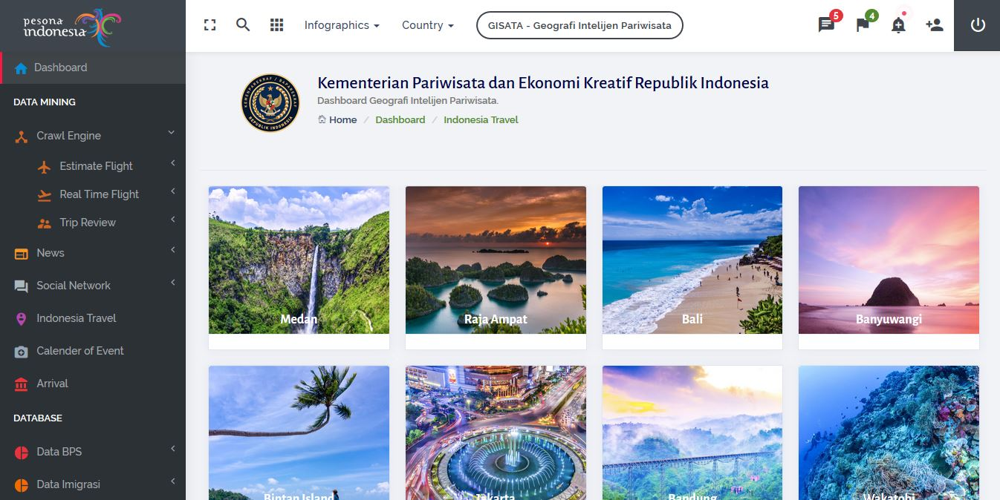 pesona
indonesia
Infographics
Country
GISATA - Geografi Intelijen Pariwisata
5
4
Dashboard
DATA MINING
Crawl Engine
Estimate Flight
Real Time Flight
Trip Review
News
Social Network
Indonesia Travel
Calender of Event
Arrival
DATABASE
Data BPS
Data Imigrasi
KEMENPAREKRAF / BAPAREKRAF
REPUBLIK INDONESIA
Kementerian Pariwisata dan Ekonomi Kreatif Republik Indonesia
Dashboard Geografi Intelijen Pariwisata.
Home / Dashboard / Indonesia Travel
Medan
Raja Ampat
Bali
Banyuwangi
Bintan Island
Jakarta
Bandung
Wakatobi